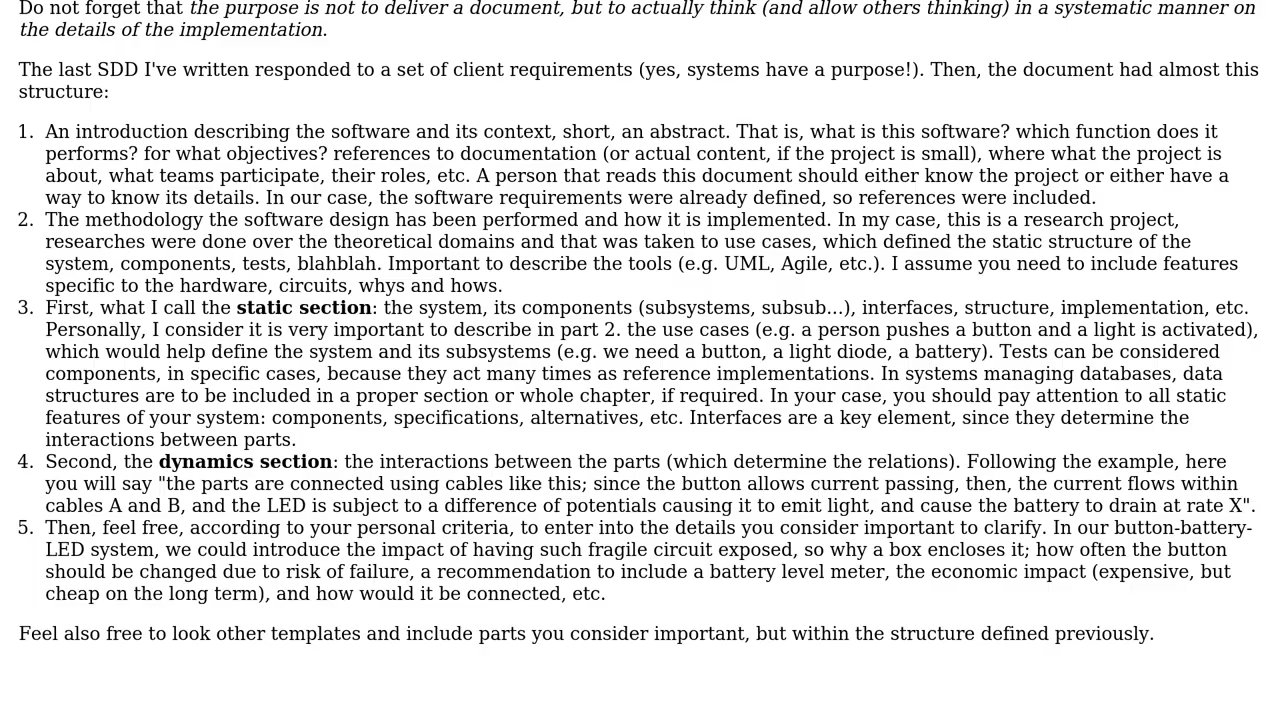 Do not forget that the purpose is not to deliver a document, but to actually think (and allow others thinking) in a systematic manner on
the details of the implementation.
The last SDD I've written responded to a set of client requirements (yes, systems have a purpose!). Then, the document had almost this
structure:
1. An introduction describing the software and its context, short, an abstract. That is, what is this software? which function does it
performs? for what objectives? references to documentation (or actual content, if the project is small), where what the project is
about, what teams participate, their roles, etc. A person that reads this document should either know the project or either have a
way to know its details. In our case, the software requirements were already defined, so references were included.
2. The methodology the software design has been performed and how it is implemented. In my case, this is a research project,
researches were done over the theoretical domains and that was taken to use cases, which defined the static structure of the
system, components, tests, blahblah. Important to describe the tools (e.g. UML, Agile, etc.). I assume you need to include features
specific to the hardware, circuits, whys and hows.
3. First, what I call the static section: the system, its components (subsystems, subsub...), interfaces, structure, implementation, etc.
Personally, I consider it is very important to describe in part 2. the use cases (e.g. a person pushes a button and a light is activated),
which would help define the system and its subsystems (e.g. we need a button, a light diode, a battery). Tests can be considered
components, in specific cases, because they act many times as reference implementations. In systems managing databases, data
structures are to be included in a proper section or whole chapter, if required. In your case, you should pay attention to all static
features of your system: components, specifications, alternatives, etc. Interfaces are a key element, since they determine the
interactions between parts.
4. Second, the dynamics section: the interactions between the parts (which determine the relations). Following the example, here
you will say "the parts are connected using cables like this; since the button allows current passing, then, the current flows within
cables A and B, and the LED is subject to a difference of potentials causing it to emit light, and cause the battery to drain at rate X".
5. Then, feel free, according to your personal criteria, to enter into the details you consider important to clarify. In our button-battery-
LED system, we could introduce the impact of having such fragile circuit exposed, so why a box encloses it; how often the button
should be changed due to risk of failure, a recommendation to include a battery level meter, the economic impact (expensive, but
cheap on the long term), and how would it be connected, etc.
Feel also free to look other templates and include parts you consider important, but within the structure defined previously.